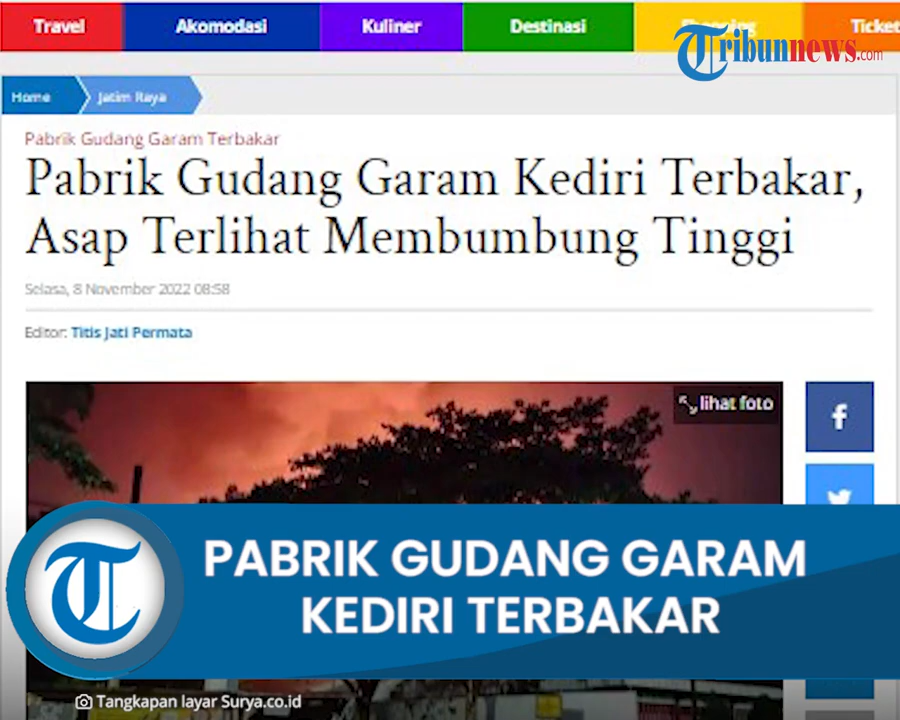 Travel
Akomodasi
Kuliner
Destinasi
Shopping
Ticket
Tribunnews.com
Home
Jatim Raya
Pabrik Gudang Garam Terbakar
Pabrik Gudang Garam Kediri Terbakar,
Asap Terlihat Membumbung Tinggi
Selasa, 8 November 2022 08:58
Editor: Titis Jati Permata
lihat foto
f
T
PABRIK GUDANG GARAM
KEDIRI TERBAKAR
Tangkapan layar Surya.co.id